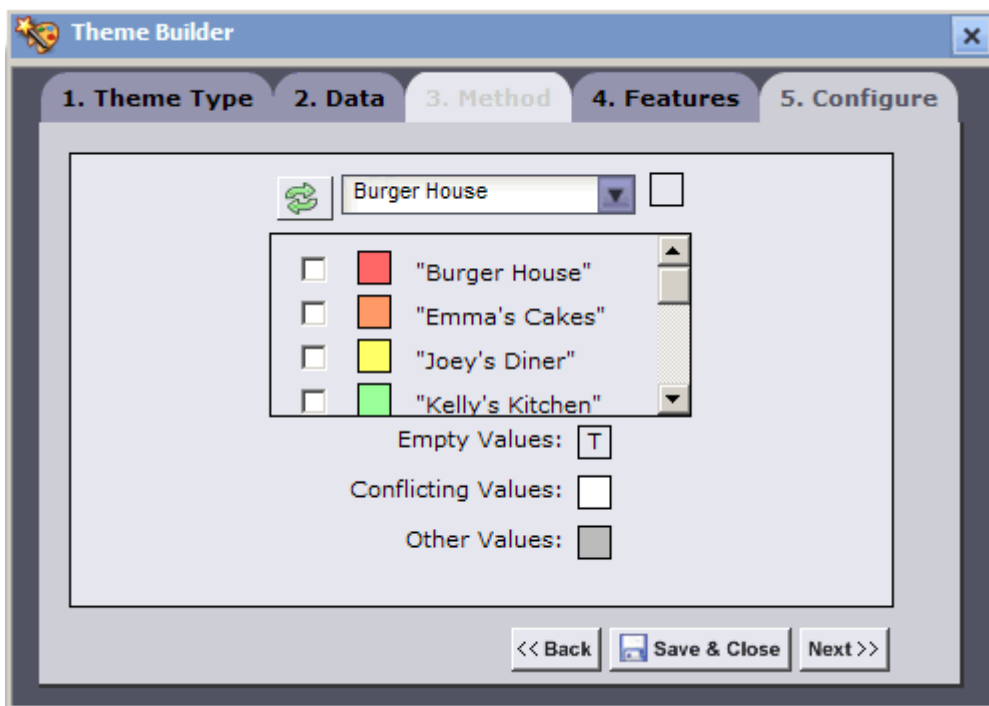 Theme Builder
1. Theme Type 2. Data 3. Method 4. Features 5. Configure
Burger House
"Burger House"
"Emma's Cakes"
"Joey's Diner"
"Kelly's Kitchen"
Empty Values: T
Conflicting Values:
Other Values:
<< Back Save & Close Next >>